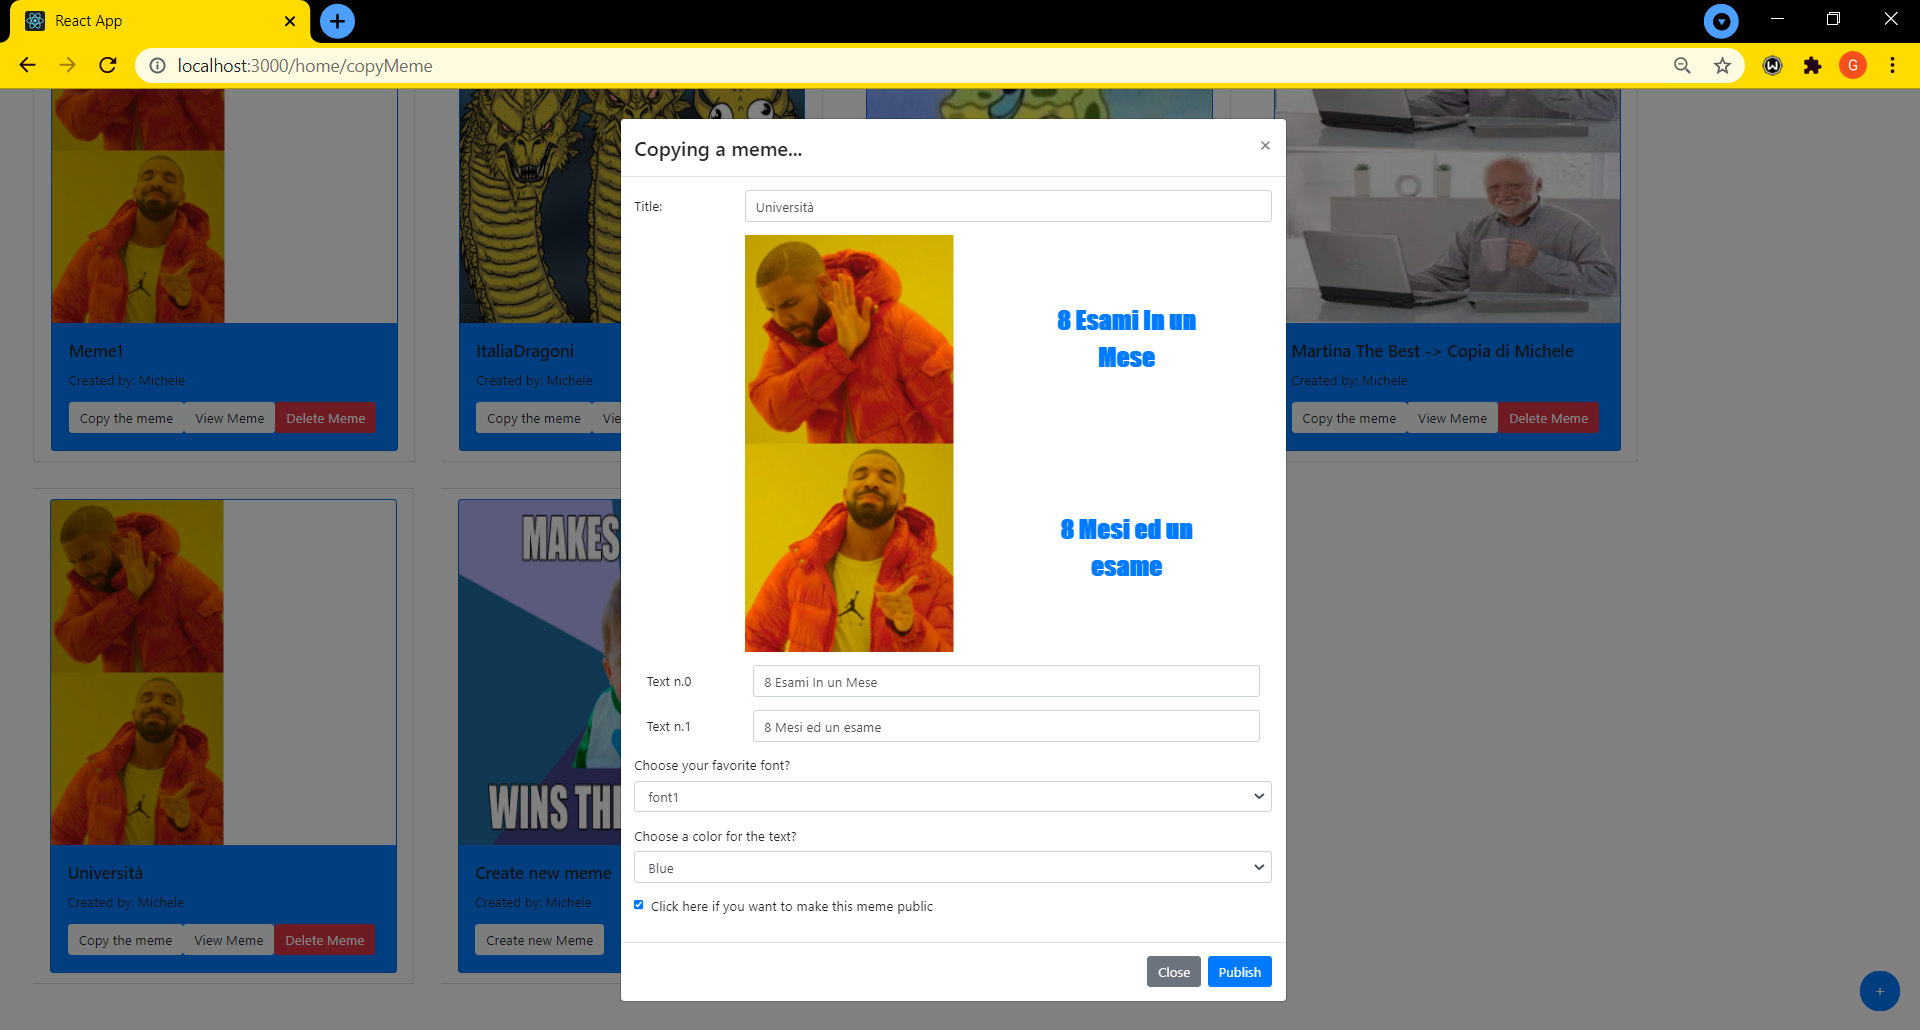 React App
localhost:3000/home/copyMeme
G
Copying a meme...
×
Title:
Università
8 Esami In un
Mese
8 Mesi ed un
esame
Text n.0
8 Esami In un Mese
Text n.1
8 Mesi ed un esame
Choose your favorite font?
font1
Choose a color for the text?
Blue
Click here if you want to make this meme public
Close
Publish
Meme1
Created by: Michele
Copy the meme
View Meme
Delete Meme
ItaliaDragoni
Created by: Michele
Copy the meme
Vie
Martina The Best -> Copia di Michele
Created by: Michele
Copy the meme
View Meme
Delete Meme
Università
Created by: Michele
Copy the meme
View Meme
Delete Meme
MAKES
WINS THE
Create new meme
Created by: Michele
Create new Meme
+